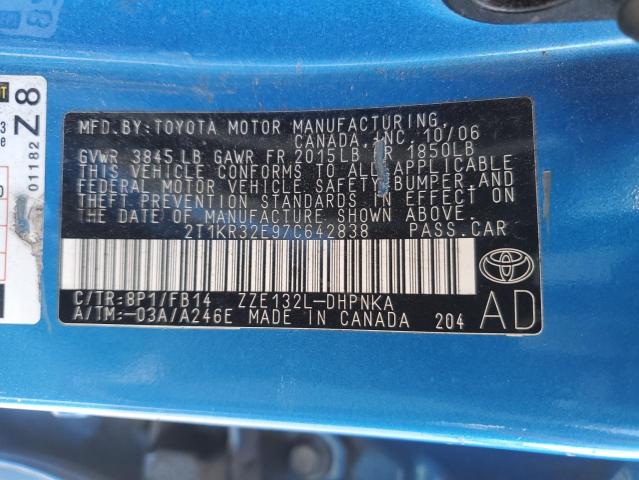 MFD.BY:TOYOTA MOTOR MANUFACTURING,
CANADA, INC. 10/06
GVWR 3845 LB GAWR FR 2015LB 1850LB
THIS VEHICLE CONFORMS TO ALL APPLICABLE
FEDERAL MOTOR VEHICLE SAFETY, BUMPER, AND
THEFT PREVENTION STANDARDS IN EFFECT ON
THE DATE OF MANUFACTURE SHOWN ABOVE.
2T1KR32E97C642838 PASS.CAR
C/TR:8P1/FB14 ZZE132L-DHPNKA
A/TM:-03A/A246E MADE IN CANADA 204
AD
01182
Z8